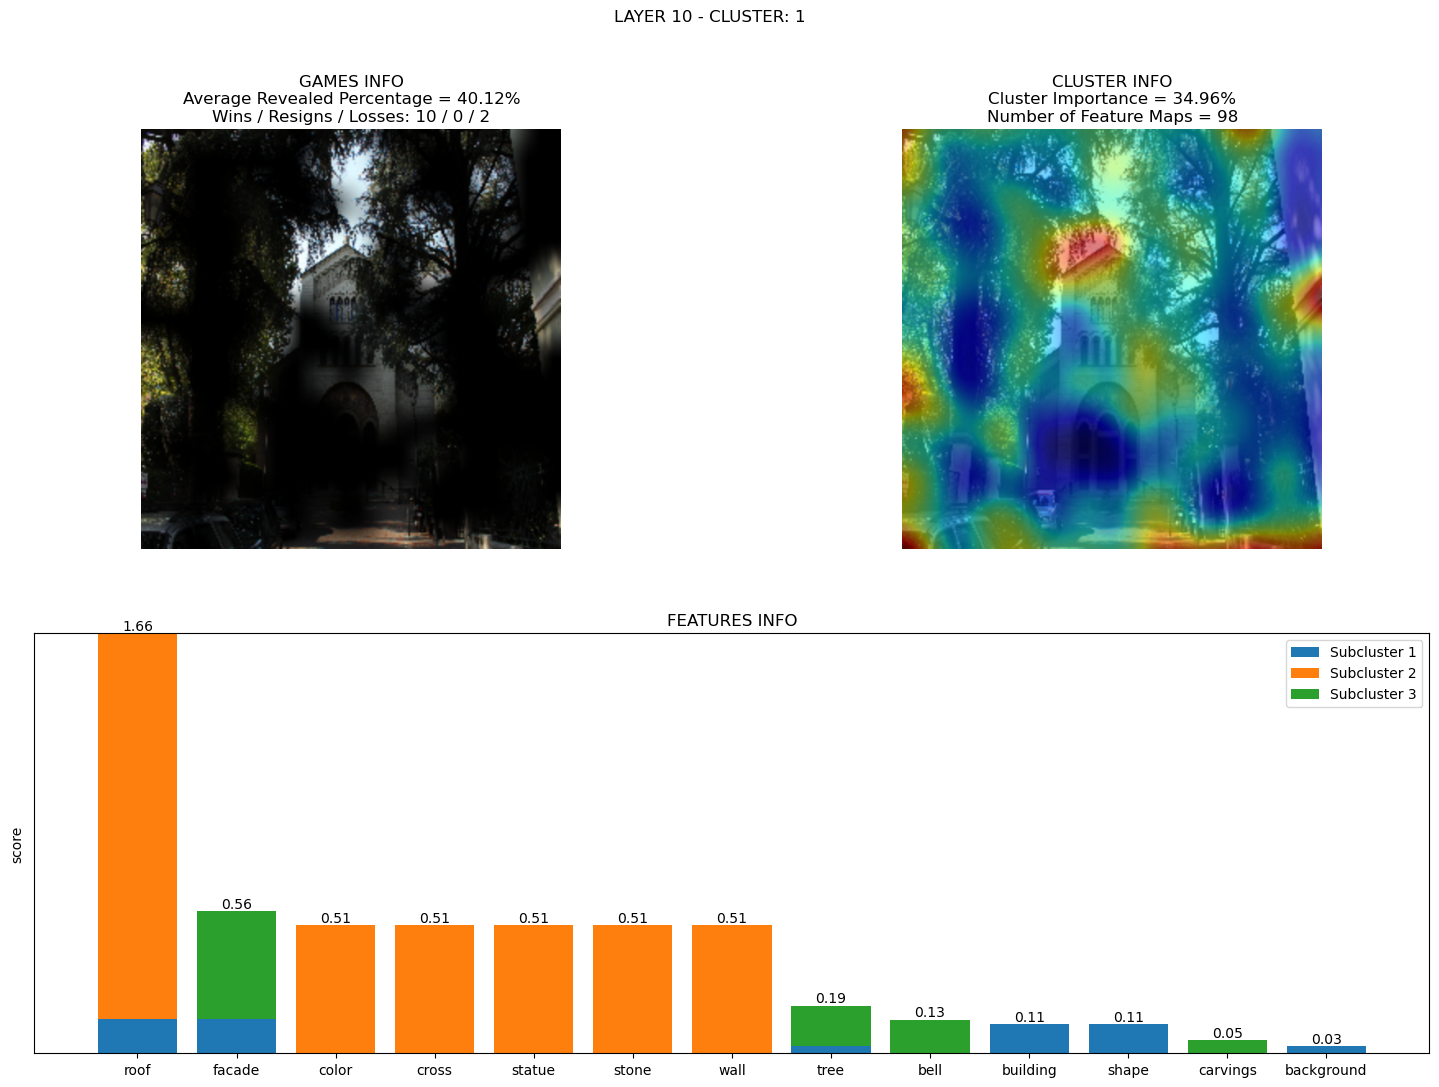 LAYER 10 - CLUSTER: 1
GAMES INFO
Average Revealed Percentage = 40.12%
Wins / Resigns / Losses: 10 / 0 / 2
CLUSTER INFO
Cluster Importance = 34.96%
Number of Feature Maps = 98
FEATURES INFO
Subcluster 1
Subcluster 2
Subcluster 3
score
1.66
0.56
0.51
0.51
0.51
0.51
0.51
0.19
0.13
0.11
0.11
0.05
0.03
roof
facade
color
cross
statue
stone
wall
tree
bell
building
shape
carvings
background